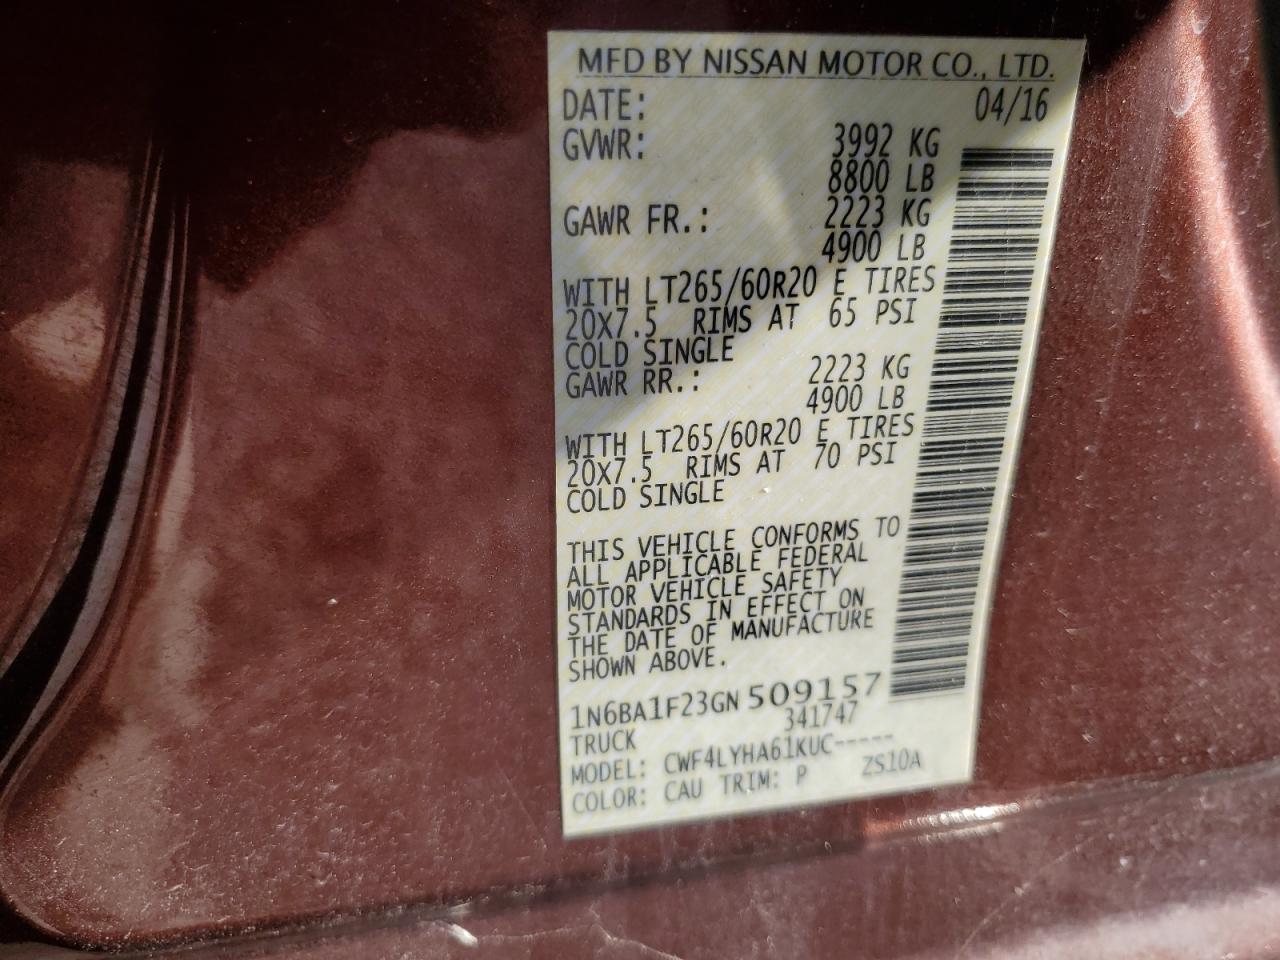 MFD BY NISSAN MOTOR CO., LTD.
DATE: 04/16
GVWR: 3992 KG
8800 LB
GAWR FR.: 2223 KG
4900 LB
WITH LT265/60R20 E TIRES
20X7.5 RIMS AT 65 PSI
COLD SINGLE
GAWR RR.: 2223 KG
4900 LB
WITH LT265/60R20 E TIRES
20X7.5 RIMS AT 70 PSI
COLD SINGLE
THIS VEHICLE CONFORMS TO
ALL APPLICABLE FEDERAL
MOTOR VEHICLE SAFETY
STANDARDS IN EFFECT ON
THE DATE OF MANUFACTURE
SHOWN ABOVE.
1N6BA1F23GN509157
TRUCK 341747
MODEL: CWF4LYHA61KUC-----
COLOR: CAU TRIM: P ZS10A